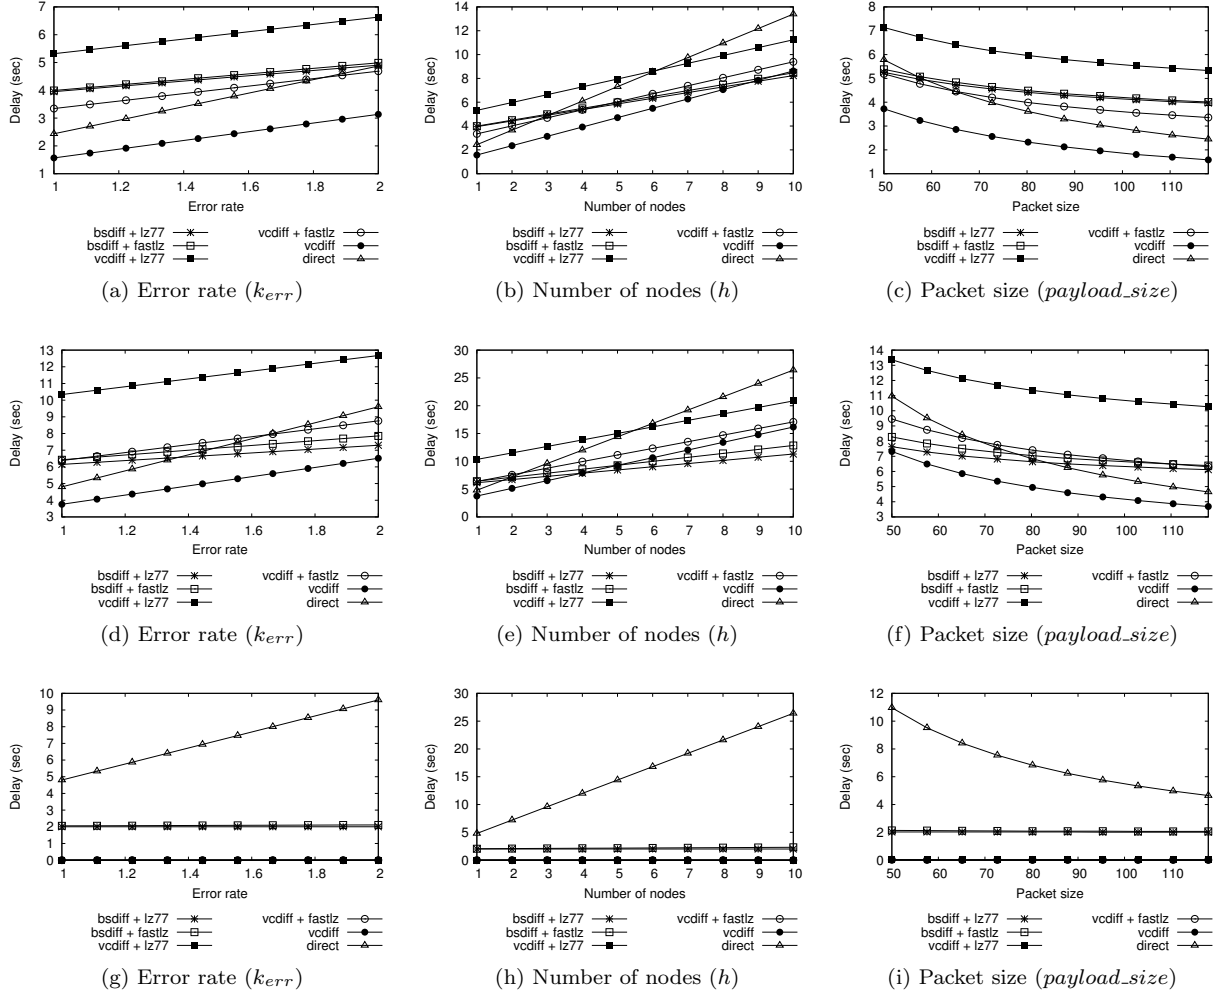 7
6
5
4
3
2
1
Delay (sec)
1 1.2 1.4 1.6 1.8 2
Error rate
bsdiff + lz77
bsdiff + fastlz
vcdiff + lz77
vcdiff + fastlz
vcdiff
direct
(a) Error rate (k_err)
14
12
10
8
6
4
2
0
Delay (sec)
1 2 3 4 5 6 7 8 9 10
Number of nodes
bsdiff + lz77
bsdiff + fastlz
vcdiff + lz77
vcdiff + fastlz
vcdiff
direct
(b) Number of nodes (h)
8
7
6
5
4
3
2
1
Delay (sec)
50 60 70 80 90 100 110
Packet size
bsdiff + lz77
bsdiff + fastlz
vcdiff + lz77
vcdiff + fastlz
vcdiff
direct
(c) Packet size (payload_size)
13
12
11
10
9
8
7
6
5
4
3
Delay (sec)
1 1.2 1.4 1.6 1.8 2
Error rate
bsdiff + lz77
bsdiff + fastlz
vcdiff + lz77
vcdiff + fastlz
vcdiff
direct
(d) Error rate (k_err)
30
25
20
15
10
5
0
Delay (sec)
1 2 3 4 5 6 7 8 9 10
Number of nodes
bsdiff + lz77
bsdiff + fastlz
vcdiff + lz77
vcdiff + fastlz
vcdiff
direct
(e) Number of nodes (h)
14
13
12
11
10
9
8
7
6
5
4
3
Delay (sec)
50 60 70 80 90 100 110
Packet size
bsdiff + lz77
bsdiff + fastlz
vcdiff + lz77
vcdiff + fastlz
vcdiff
direct
(f) Packet size (payload_size)
10
9
8
7
6
5
4
3
2
1
0
Delay (sec)
1 1.2 1.4 1.6 1.8 2
Error rate
bsdiff + lz77
bsdiff + fastlz
vcdiff + lz77
vcdiff + fastlz
vcdiff
direct
(g) Error rate (k_err)
30
25
20
15
10
5
0
Delay (sec)
1 2 3 4 5 6 7 8 9 10
Number of nodes
bsdiff + lz77
bsdiff + fastlz
vcdiff + lz77
vcdiff + fastlz
vcdiff
direct
(h) Number of nodes (h)
12
10
8
6
4
2
0
Delay (sec)
50 60 70 80 90 100 110
Packet size
bsdiff + lz77
bsdiff + fastlz
vcdiff + lz77
vcdiff + fastlz
vcdiff
direct
(i) Packet size (payload_size)